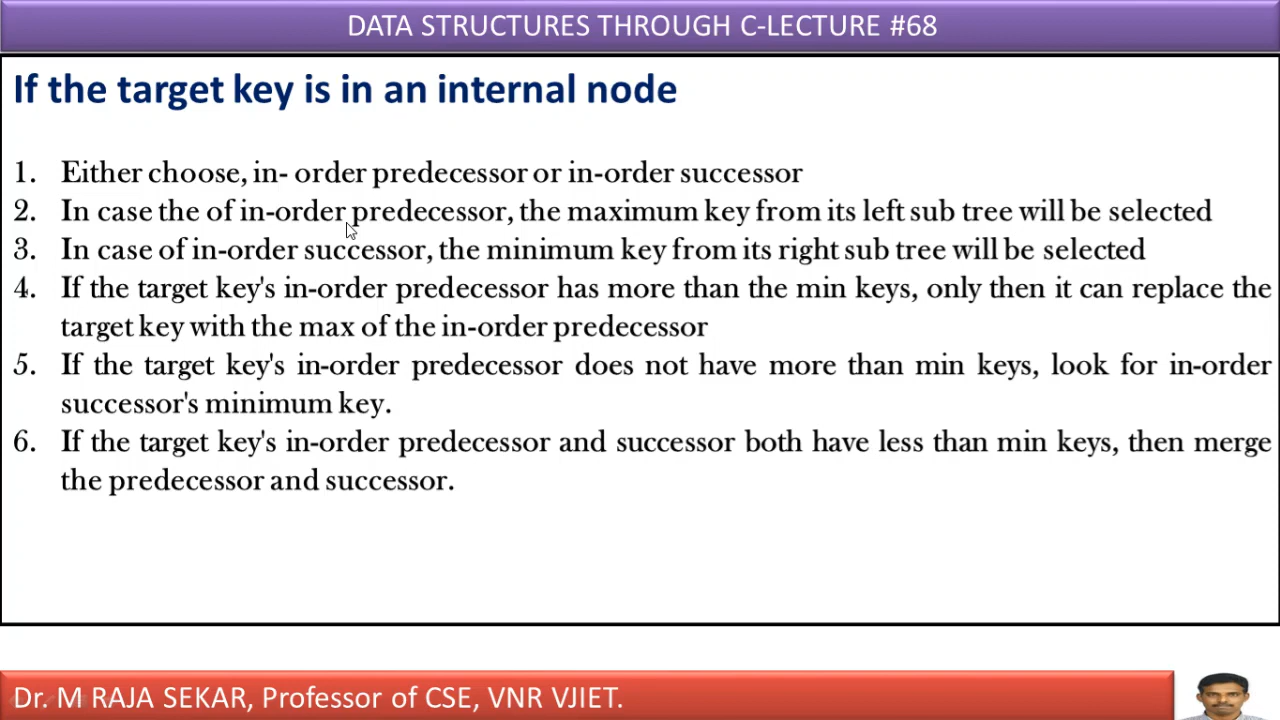 DATA STRUCTURES THROUGH C-LECTURE #68
If the target key is in an internal node
1. Either choose, in- order predecessor or in-order successor
2. In case the of in-order predecessor, the maximum key from its left sub tree will be selected
3. In case of in-order successor, the minimum key from its right sub tree will be selected
4. If the target key's in-order predecessor has more than the min keys, only then it can replace the
target key with the max of the in-order predecessor
5. If the target key's in-order predecessor does not have more than min keys, look for in-order
successor's minimum key.
6. If the target key's in-order predecessor and successor both have less than min keys, then merge
the predecessor and successor.
Dr. M RAJA SEKAR, Professor of CSE, VNR VJIET.